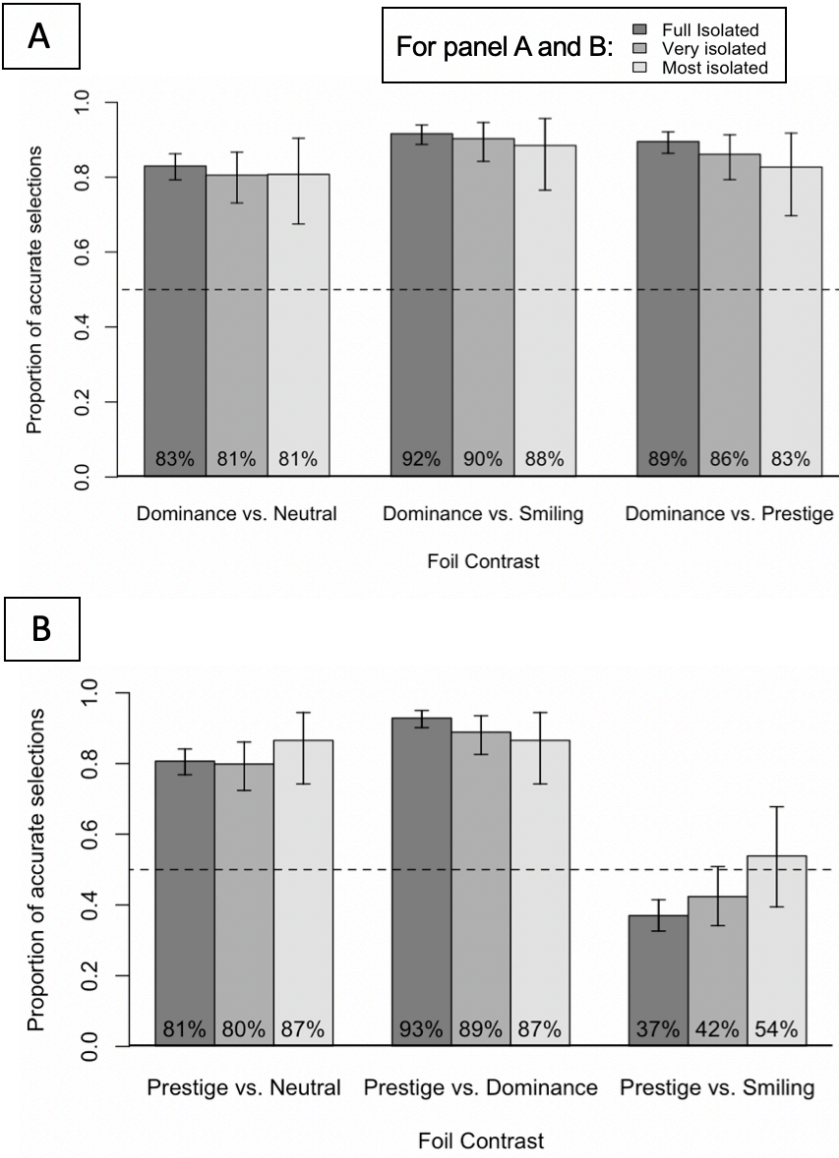 A
For panel A and B:
Full Isolated
Very isolated
Most isolated
Proportion of accurate selections
1.0
0.8
0.6
0.4
0.2
0.0
83% 81% 81%
92% 90% 88%
89% 86% 83%
Dominance vs. Neutral
Dominance vs. Smiling
Dominance vs. Prestige
Foil Contrast
B
Proportion of accurate selections
1.0
0.8
0.6
0.4
0.2
0.0
81% 80% 87%
93% 89% 87%
37% 42% 54%
Prestige vs. Neutral
Prestige vs. Dominance
Prestige vs. Smiling
Foil Contrast